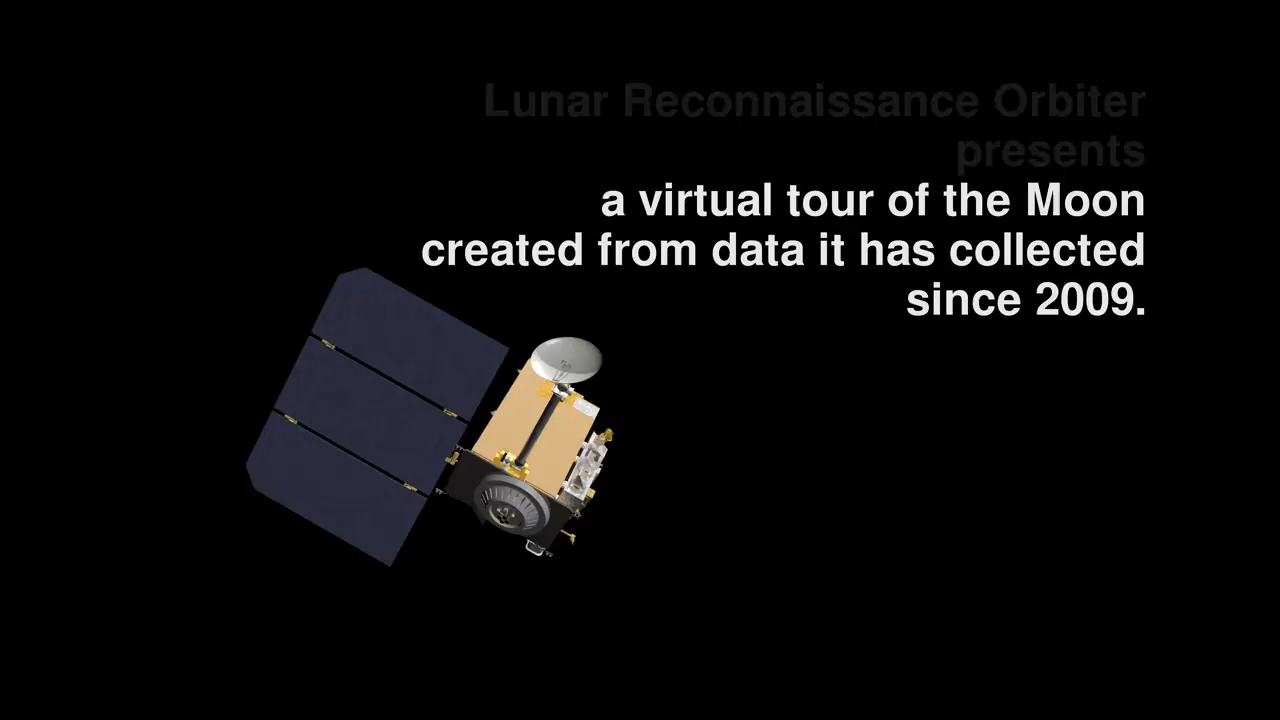 Lunar Reconnaissance Orbiter
presents
a virtual tour of the Moon
created from data it has collected
since 2009.